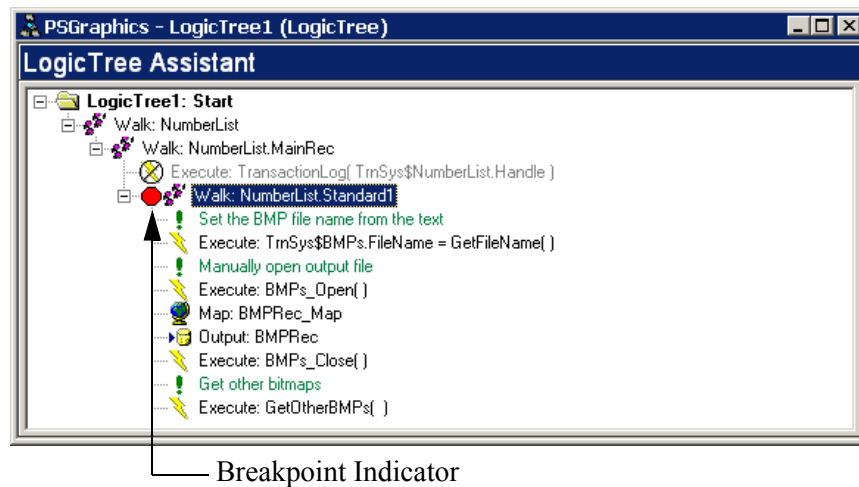 PSGraphics - LogicTree1 (LogicTree)
LogicTree Assistant
LogicTree1: Start
Walk: NumberList
Walk: NumberList.MainRec
Execute: TransactionLog( TrnSys$NumberList.Handle )
Walk: NumberList.Standard1
Set the BMP file name from the text
Execute: TrnSys$BMPs.FileName = GetFileName( )
Manually open output file
Execute: BMPs_Open( )
Map: BMPRec_Map
Output: BMPRec
Execute: BMPs_Close( )
Get other bitmaps
Execute: GetOtherBMPs( )
Breakpoint Indicator